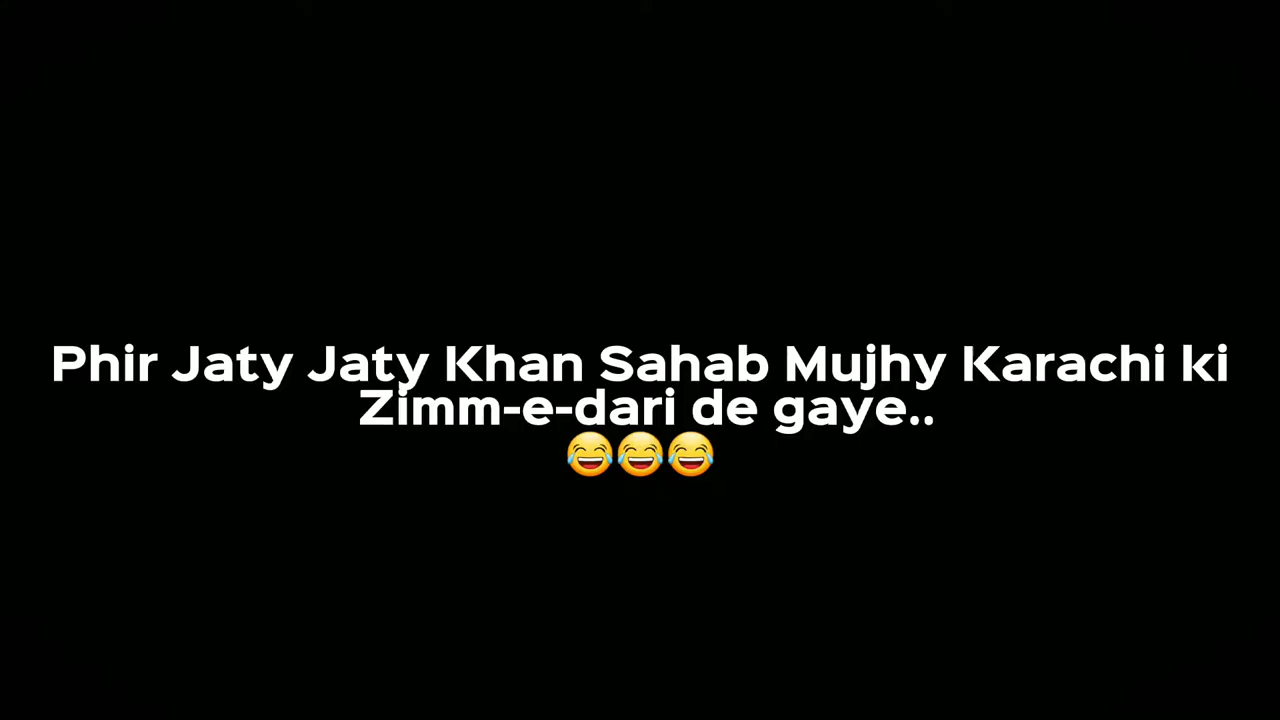 Phir Jaty Jaty Khan Sahab Mujhy Karachi ki
Zimm-e-dari de gaye..
😂😂😂